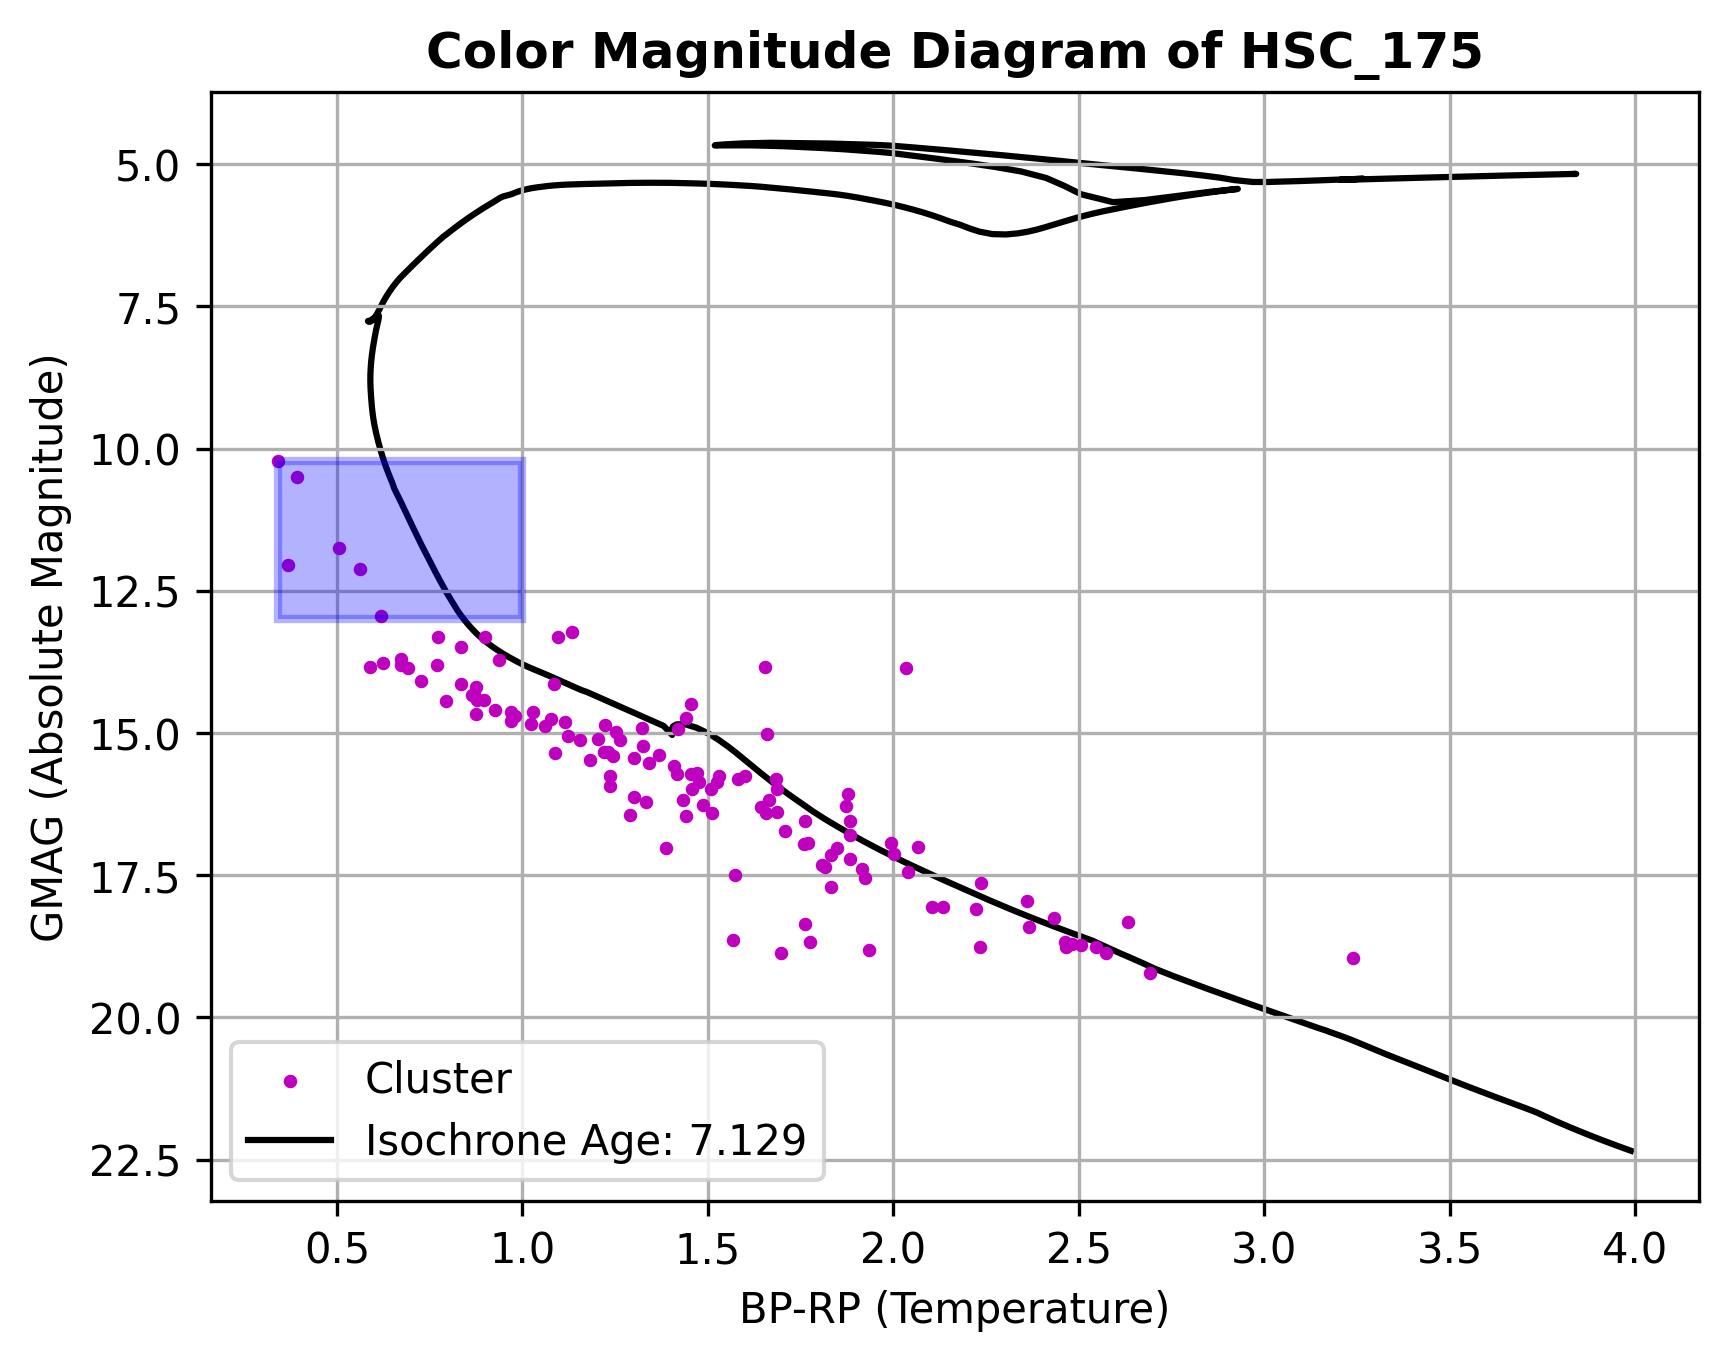 Color Magnitude Diagram of HSC_175
GMAG (Absolute Magnitude)
5.0
7.5
10.0
12.5
15.0
17.5
20.0
22.5
Cluster
Isochrone Age: 7.129
0.5 1.0 1.5 2.0 2.5 3.0 3.5 4.0
BP-RP (Temperature)